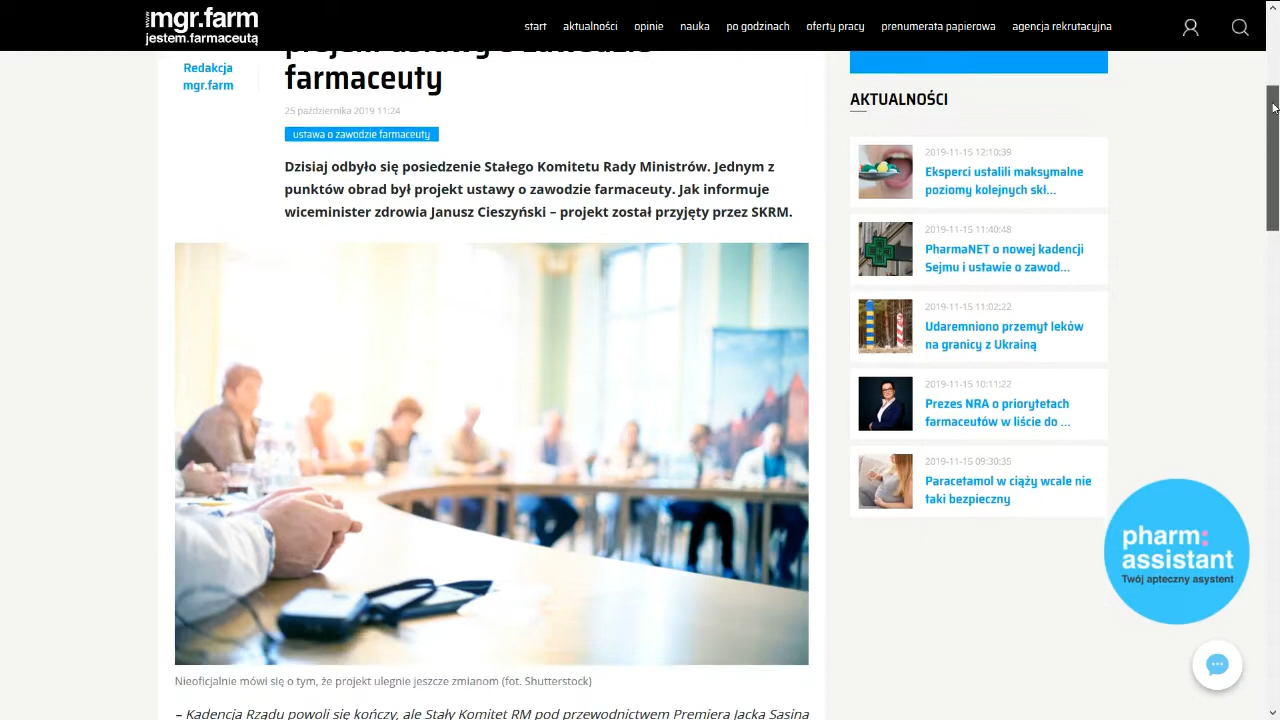 www.
mgr.farm
jestem.farmaceutą
start aktualności opinie nauka po godzinach oferty pracy prenumerata papierowa agencja rekrutacyjna
Redakcja
mgr.farm
projekt ustawy o zawodzie
farmaceuty
25 października 2019 11:24
ustawa o zawodzie farmaceuty
Dzisiaj odbyło się posiedzenie Stałego Komitetu Rady Ministrów. Jednym z
punktów obrad był projekt ustawy o zawodzie farmaceuty. Jak informuje
wiceminister zdrowia Janusz Cieszyński – projekt został przyjęty przez SKRM.
Nieoficjalnie mówi się o tym, że projekt ulegnie jeszcze zmianom (fot. Shutterstock)
– Kadencja Rządu powoli się kończy, ale Stały Komitet RM pod przewodnictwem Premiera Jacka Sasina
AKTUALNOŚCI
2019-11-15 12:10:39
Eksperci ustalili maksymalne
poziomy kolejnych skł...
2019-11-15 11:40:48
PharmaNET o nowej kadencji
Sejmu i ustawie o zawod...
2019-11-15 11:02:22
Udaremniono przemyt leków
na granicy z Ukrainą
2019-11-15 10:11:22
Prezes NRA o priorytetach
farmaceutów w liście do ...
2019-11-15 09:30:35
Paracetamol w ciąży wcale nie
taki bezpieczny
pharm:
assistant
Twój apteczny asystent